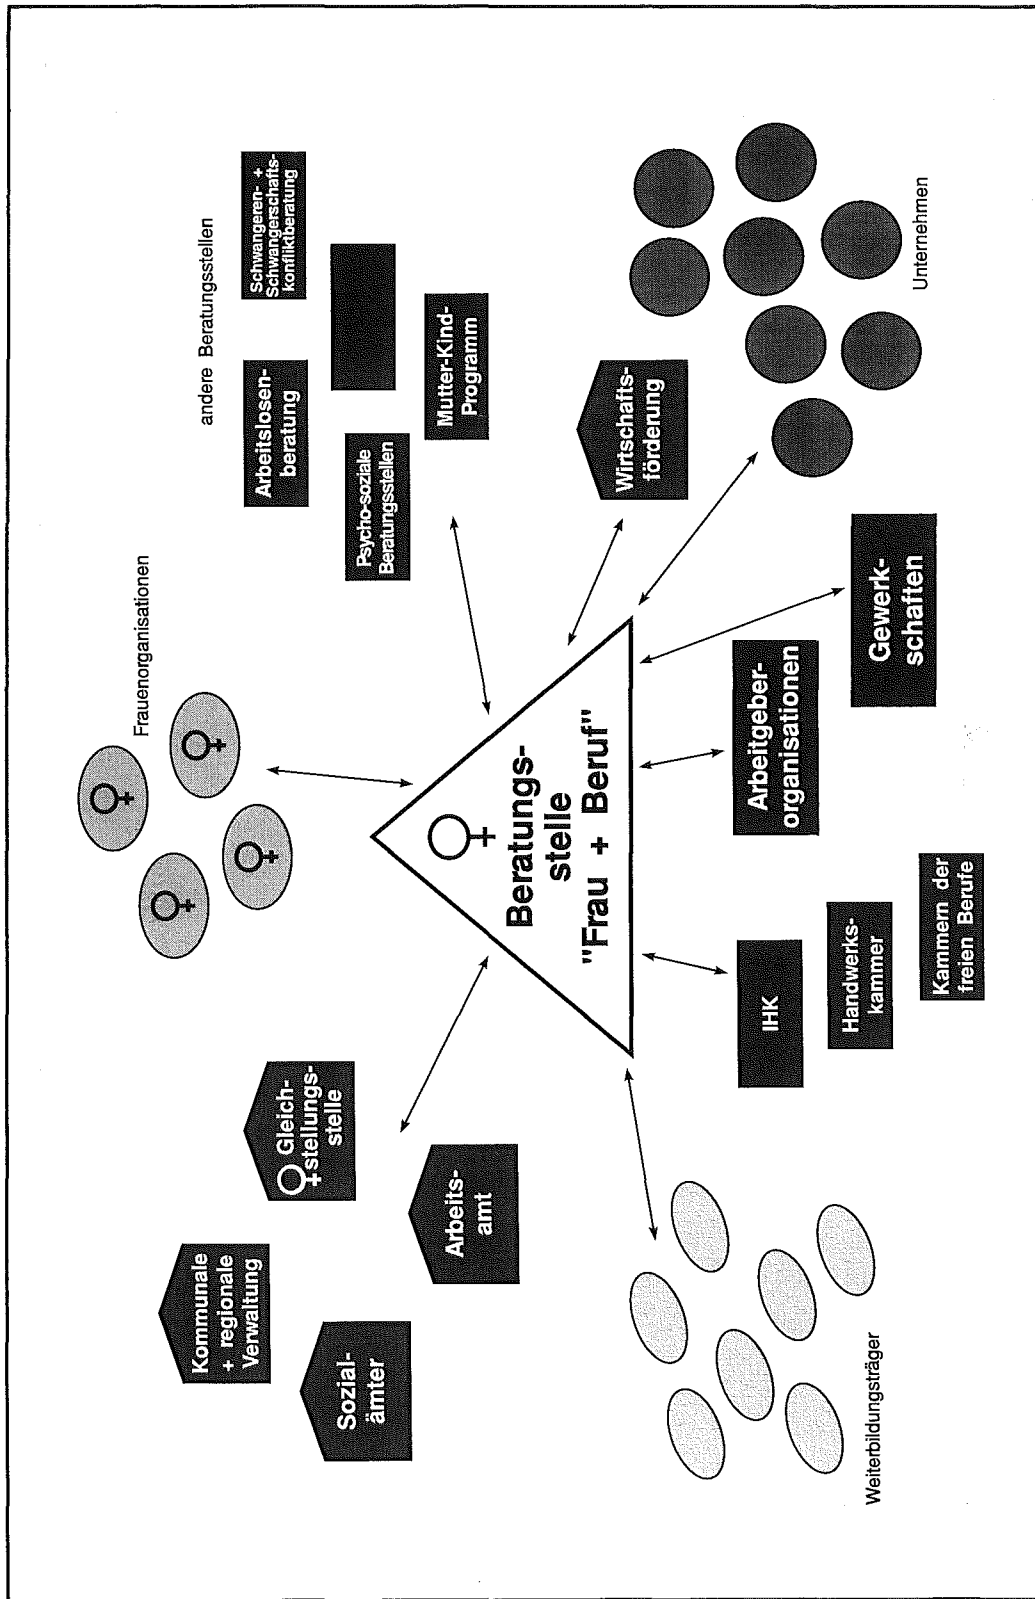 Frauenorganisationen
andere Beratungsstellen
Kommunale
+ regionale
Verwaltung
♀ Gleich-
stellungs-
stelle
Sozial-
ämter
Arbeits-
amt
Arbeitslosen-
beratung
Schwangeren- +
Schwangerschafts-
konfliktberatung
Psycho-soziale
Beratungsstellen
Mutter-Kind-
Programm
Beratungs-
stelle
"Frau + Beruf"
Wirtschafts-
förderung
Unternehmen
Weiterbildungsträger
IHK
Handwerks-
kammer
Kammern der
freien Berufe
Arbeitgeber-
organisationen
Gewerk-
schaften